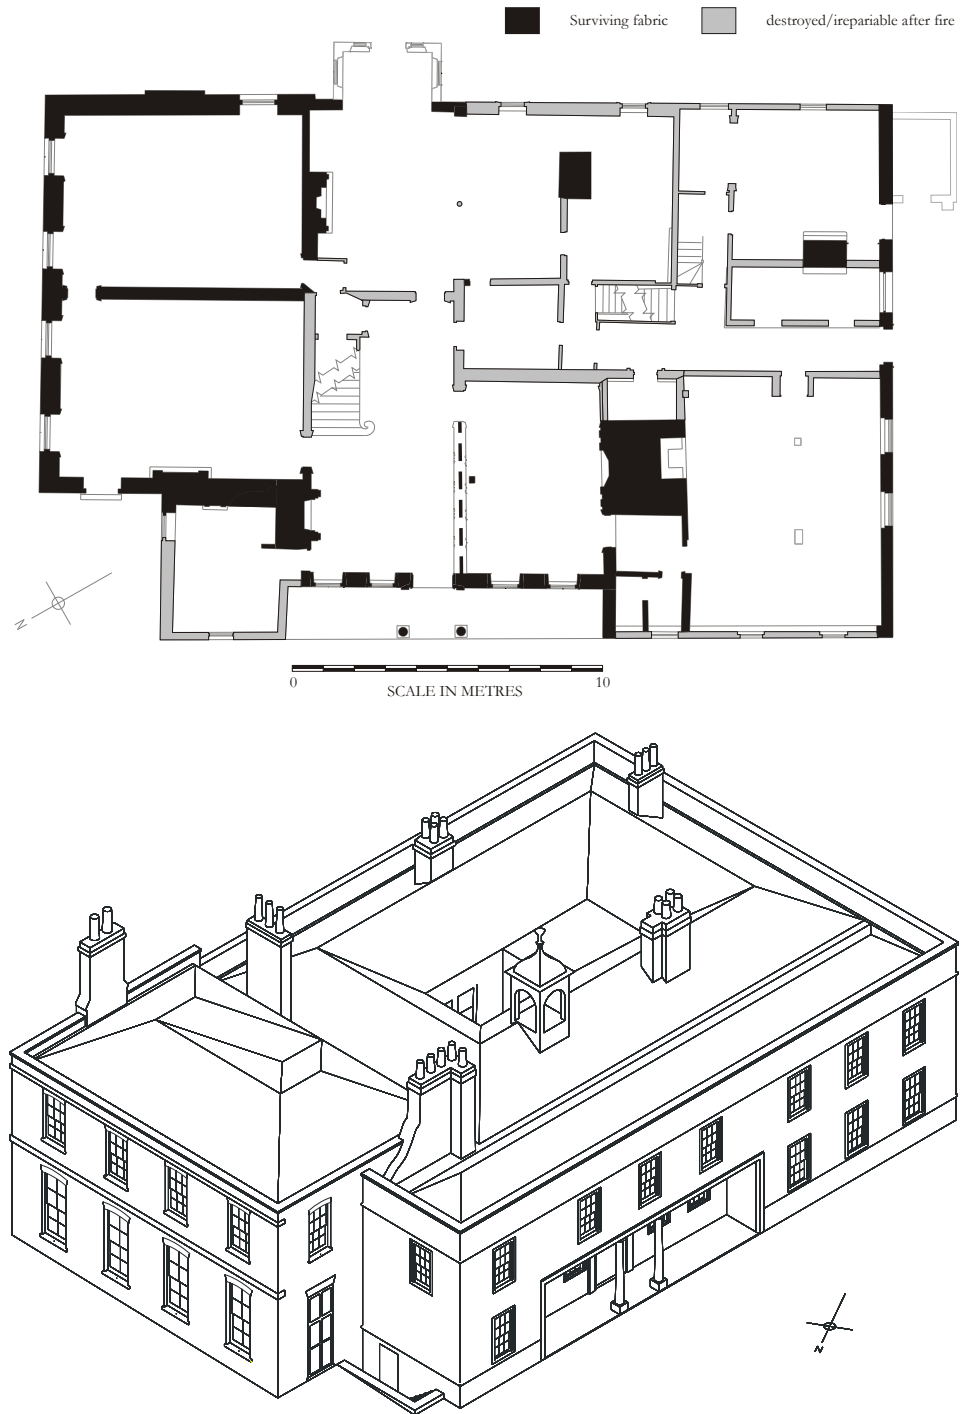 Surviving fabric destroyed/irepariable after fire
N
0 10
SCALE IN METRES
N